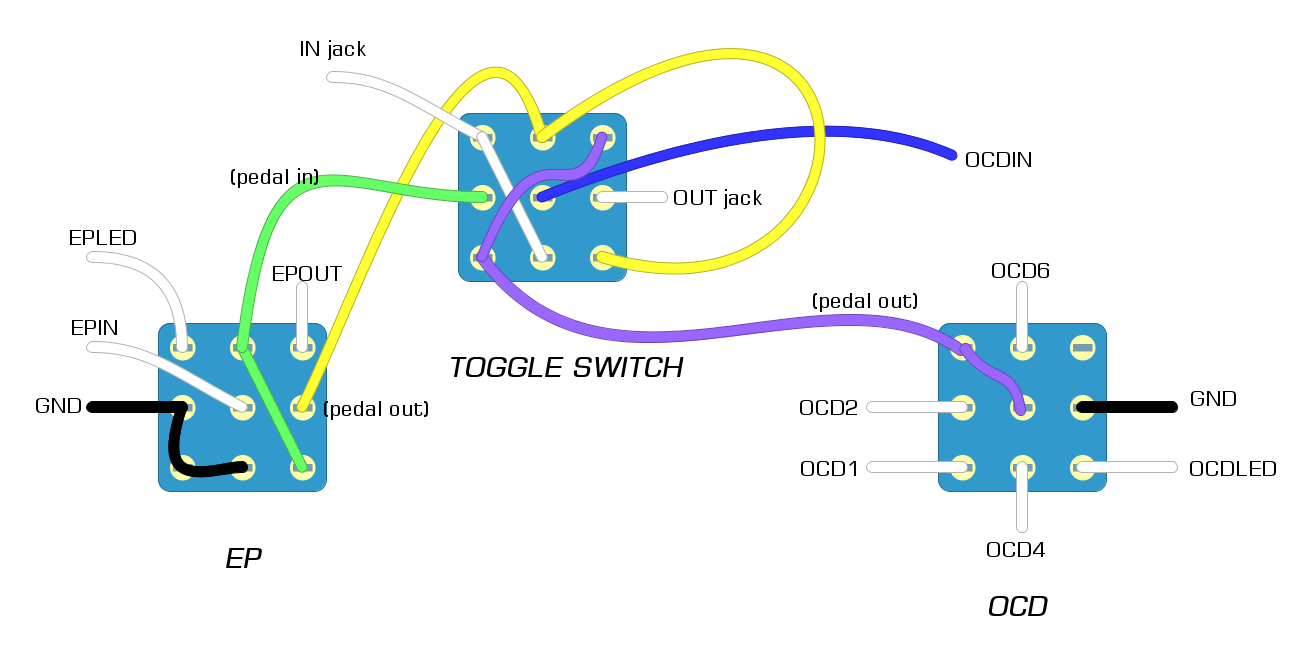 IN jack
OCDIN
(pedal in)
OUT jack
EPLED
EPOUT
OCD6
(pedal out)
EPIN
TOGGLE SWITCH
GND
(pedal out)
OCD2
GND
OCD1
OCDLED
OCD4
EP
OCD